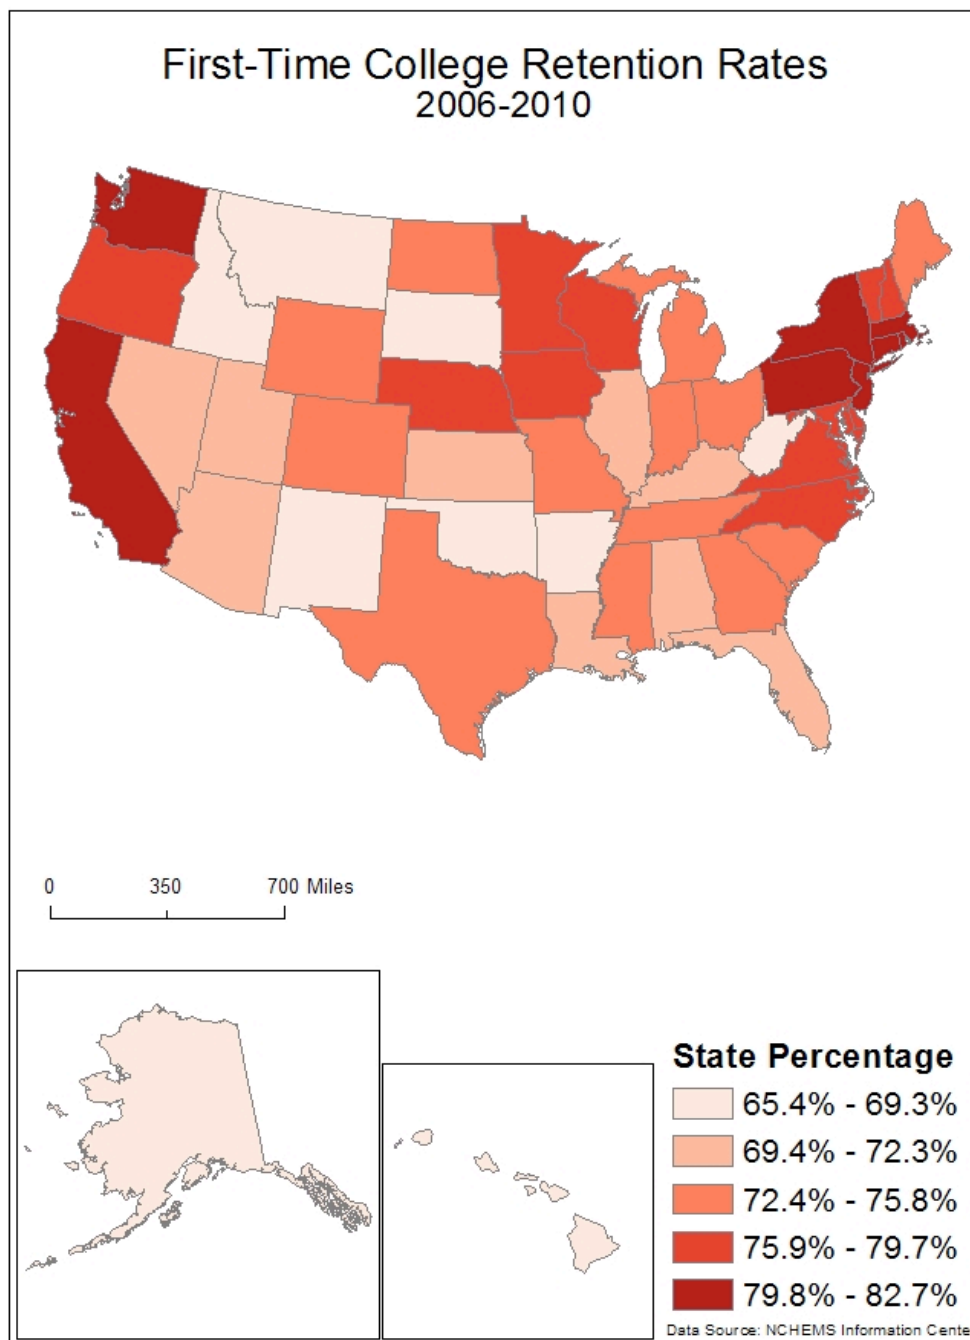 First-Time College Retention Rates
2006-2010
0 350 700 Miles
State Percentage
65.4% - 69.3%
69.4% - 72.3%
72.4% - 75.8%
75.9% - 79.7%
79.8% - 82.7%
Data Source: NCHEMS Information Cente